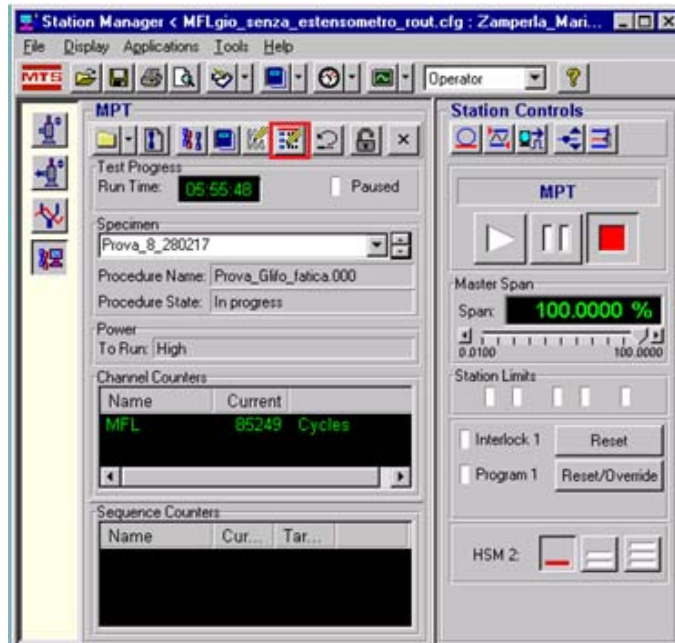 Station Manager < MFLgio_senza_estensometro_rout.cfg : Zamperla_Mari...
File Display Applications Tools Help
MTS Operator
MPT
Test Progress
Run Time: 05:55:48 Paused
Specimen
Prova_8_280217
Procedure Name: Prova_Glifo_fatica.000
Procedure State: In progress
Power
To Run: High
Channel Counters
Name Current
MFL 85249 Cycles
Sequence Counters
Name Cur... Tar...
Station Controls
MPT
Master Span
Span: 100.0000 %
0.0100 100.0000
Station Limits
Interlock 1 Reset
Program 1 Reset/Override
HSM 2: